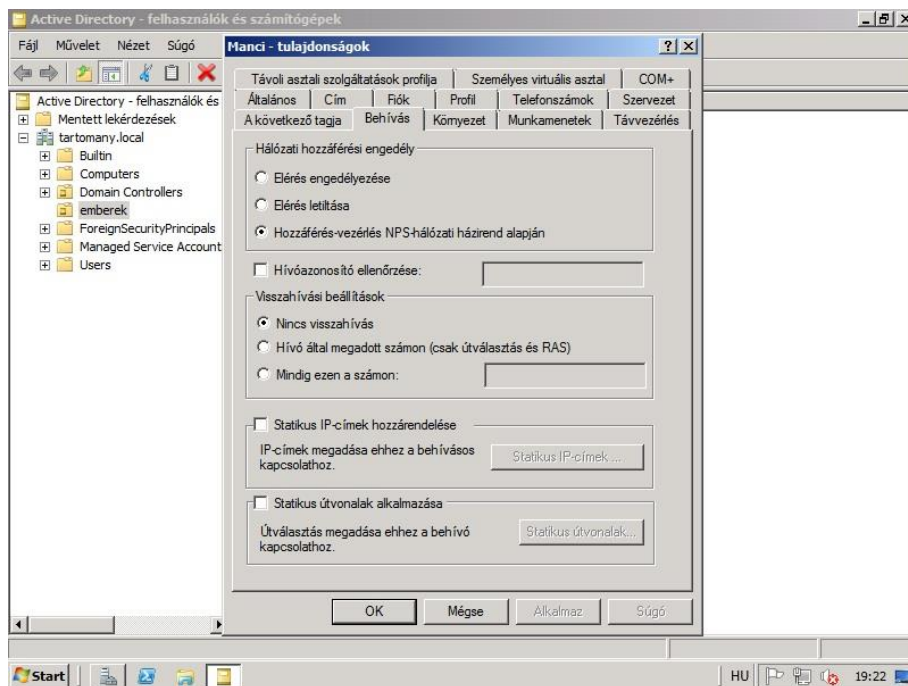 Active Directory - felhasználók és számítógépek
Fájl Művelet Nézet Súgó
Active Directory - felhasználók és
Mentett lekérdezések
tartomany.local
Builtin
Computers
Domain Controllers
emberek
ForeignSecurityPrincipals
Managed Service Account
Users
Manci - tulajdonságok
Távoli asztali szolgáltatások profilja Személyes virtuális asztal COM+
Általános Cím Fiók Profil Telefonszámok Szervezet
A következő tagja Behívás Környezet Munkamenetek Távvezérlés
Hálózati hozzáférési engedély
Elérés engedélyezése
Elérés letiltása
Hozzáférés-vezérlés NPS-hálózati házirend alapján
Hívóazonosító ellenőrzése:
Visszahívási beállítások
Nincs visszahívás
Hívó által megadott számon (csak útválasztás és RAS)
Mindig ezen a számon:
Statikus IP-címek hozzárendelése
IP-címek megadása ehhez a behívásos
kapcsolathoz.
Statikus IP-címek ...
Statikus útvonalak alkalmazása
Útválasztás megadása ehhez a behívó
kapcsolathoz.
Statikus útvonalak...
OK Mégse Alkalmaz Súgó
Start HU 19:22